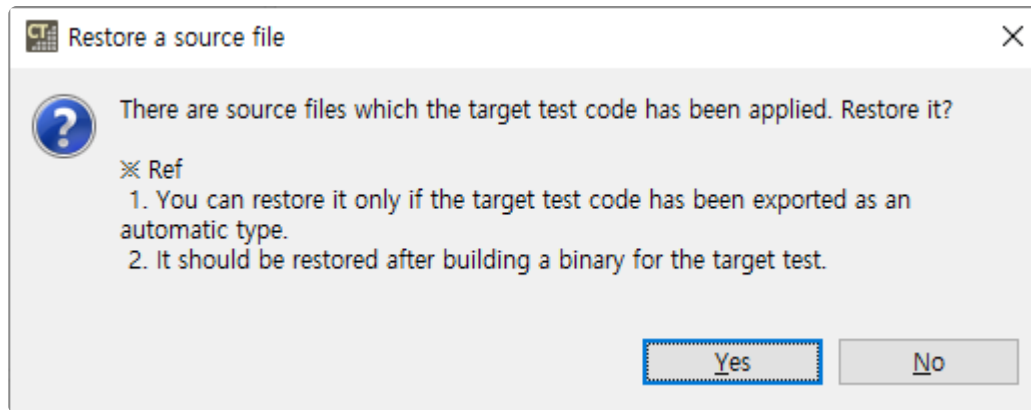 CT
Restore a source file
There are source files which the target test code has been applied. Restore it?
※ Ref
1. You can restore it only if the target test code has been exported as an
automatic type.
2. It should be restored after building a binary for the target test.
Yes
No